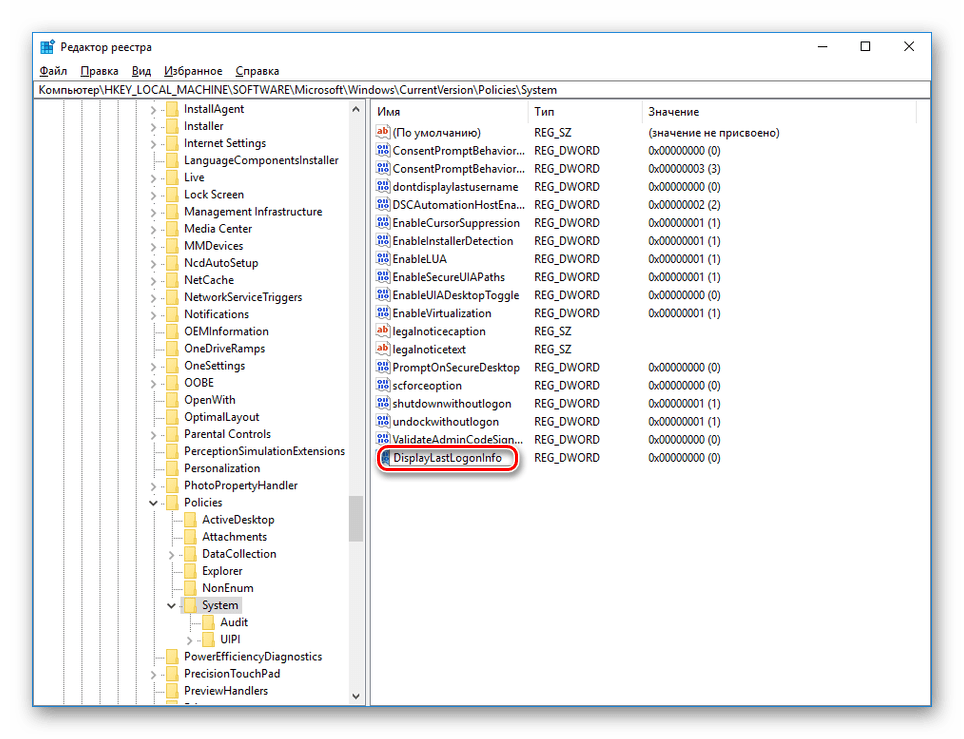 Редактор реестра
Файл Правка Вид Избранное Справка
Компьютер\HKEY_LOCAL_MACHINE\SOFTWARE\Microsoft\Windows\CurrentVersion\Policies\System
InstallAgent
Installer
Internet Settings
LanguageComponentsInstaller
Live
Lock Screen
Management Infrastructure
Media Center
MMDevices
NcdAutoSetup
NetCache
NetworkServiceTriggers
Notifications
OEMInformation
OneDriveRamps
OneSettings
OOBE
OpenWith
OptimalLayout
Parental Controls
PerceptionSimulationExtensions
Personalization
PhotoPropertyHandler
Policies
ActiveDesktop
Attachments
DataCollection
Explorer
NonEnum
System
Audit
UIPI
PowerEfficiencyDiagnostics
PrecisionTouchPad
PreviewHandlers
Имя Тип Значение
(По умолчанию) REG_SZ (значение не присвоено)
ConsentPromptBehavior... REG_DWORD 0x00000000 (0)
ConsentPromptBehavior... REG_DWORD 0x00000003 (3)
dontdisplaylastusername REG_DWORD 0x00000000 (0)
DSCAutomationHostEna... REG_DWORD 0x00000002 (2)
EnableCursorSuppression REG_DWORD 0x00000001 (1)
EnableInstallerDetection REG_DWORD 0x00000001 (1)
EnableLUA REG_DWORD 0x00000001 (1)
EnableSecureUIAPaths REG_DWORD 0x00000001 (1)
EnableUIADesktopToggle REG_DWORD 0x00000000 (0)
EnableVirtualization REG_DWORD 0x00000001 (1)
legalnoticecaption REG_SZ
legalnoticetext REG_SZ
PromptOnSecureDesktop REG_DWORD 0x00000000 (0)
scforceoption REG_DWORD 0x00000000 (0)
shutdownwithoutlogon REG_DWORD 0x00000001 (1)
undockwithoutlogon REG_DWORD 0x00000001 (1)
ValidateAdminCodeSign... REG_DWORD 0x00000000 (0)
DisplayLastLogonInfo REG_DWORD 0x00000000 (0)